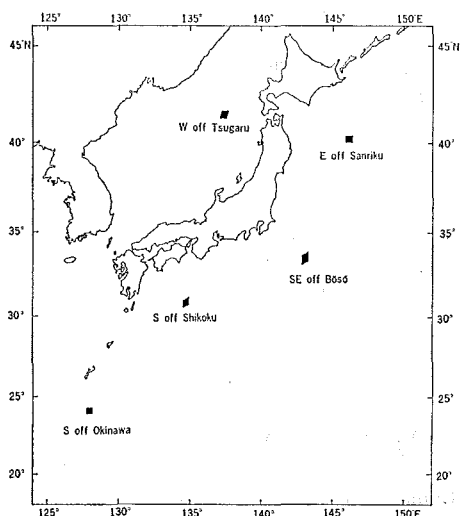 125° 130° 135° 140° 145° 150°E
45°N 45°N
W off Tsugaru
40° 40°
E off Sanriku
35° 35°
SE off Bōsō
30° 30°
S off Shikoku
25° 25°
S off Okinawa
20° 20°
125° 130° 135° 140° 145° 150°E